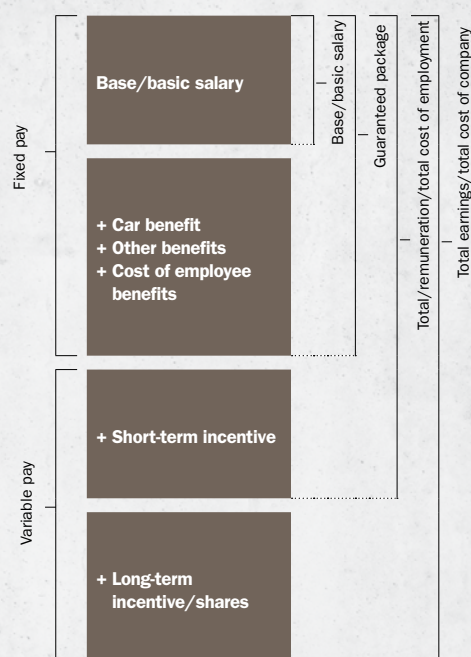 Fixed pay
Variable pay
Base/basic salary
+ Car benefit
+ Other benefits
+ Cost of employee
benefits
+ Short-term incentive
+ Long-term
incentive/shares
Base/basic salary
Guaranteed package
Total/remuneration/total cost of employment
Total earnings/total cost of company